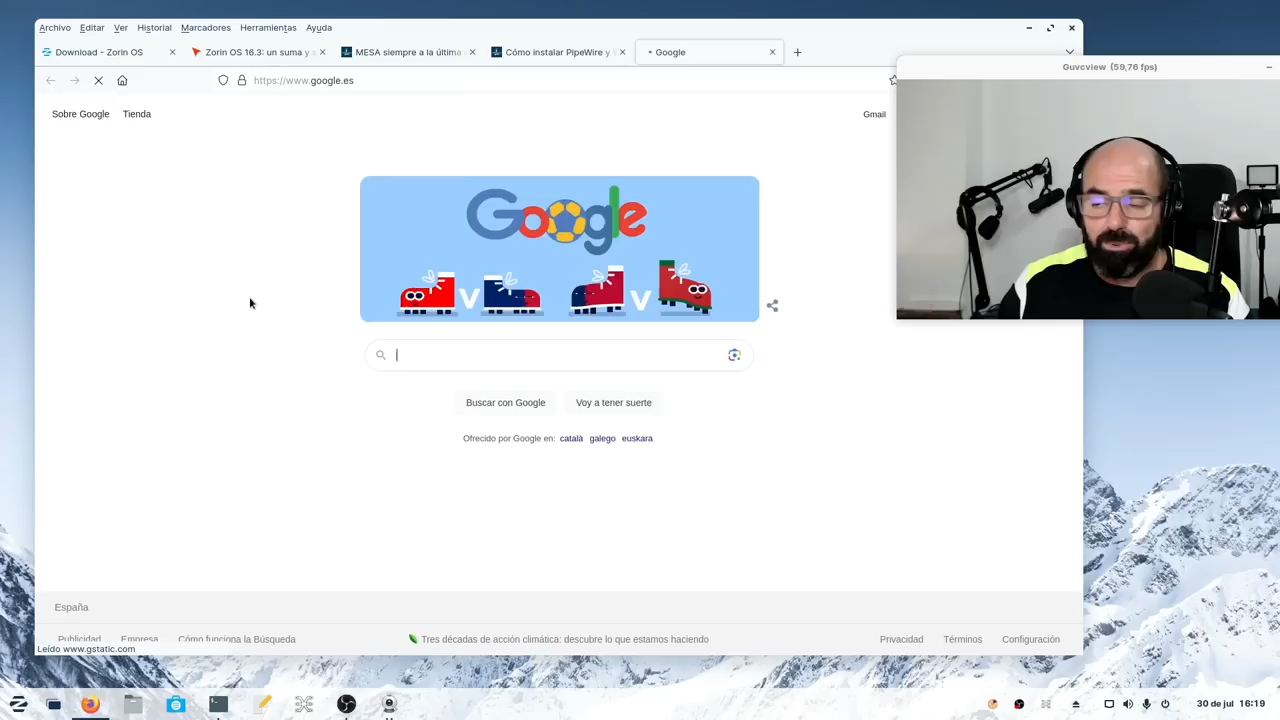 Archivo Editar Ver Historial Marcadores Herramientas Ayuda
Download - Zorin OS
Zorin OS 16.3: un suma y
MESA siempre a la última
Cómo instalar PipeWire y
Google
https://www.google.es
Guvcview (59,76 fps)
Sobre Google Tienda
Gmail
Google
V V
Buscar con Google Voy a tener suerte
Ofrecido por Google en: català galego euskara
España
Publicidad Empresa Cómo funciona la Búsqueda
Tres décadas de acción climática: descubre lo que estamos haciendo
Privacidad Términos Configuración
Leído www.gstatic.com
30 de jul 16:19